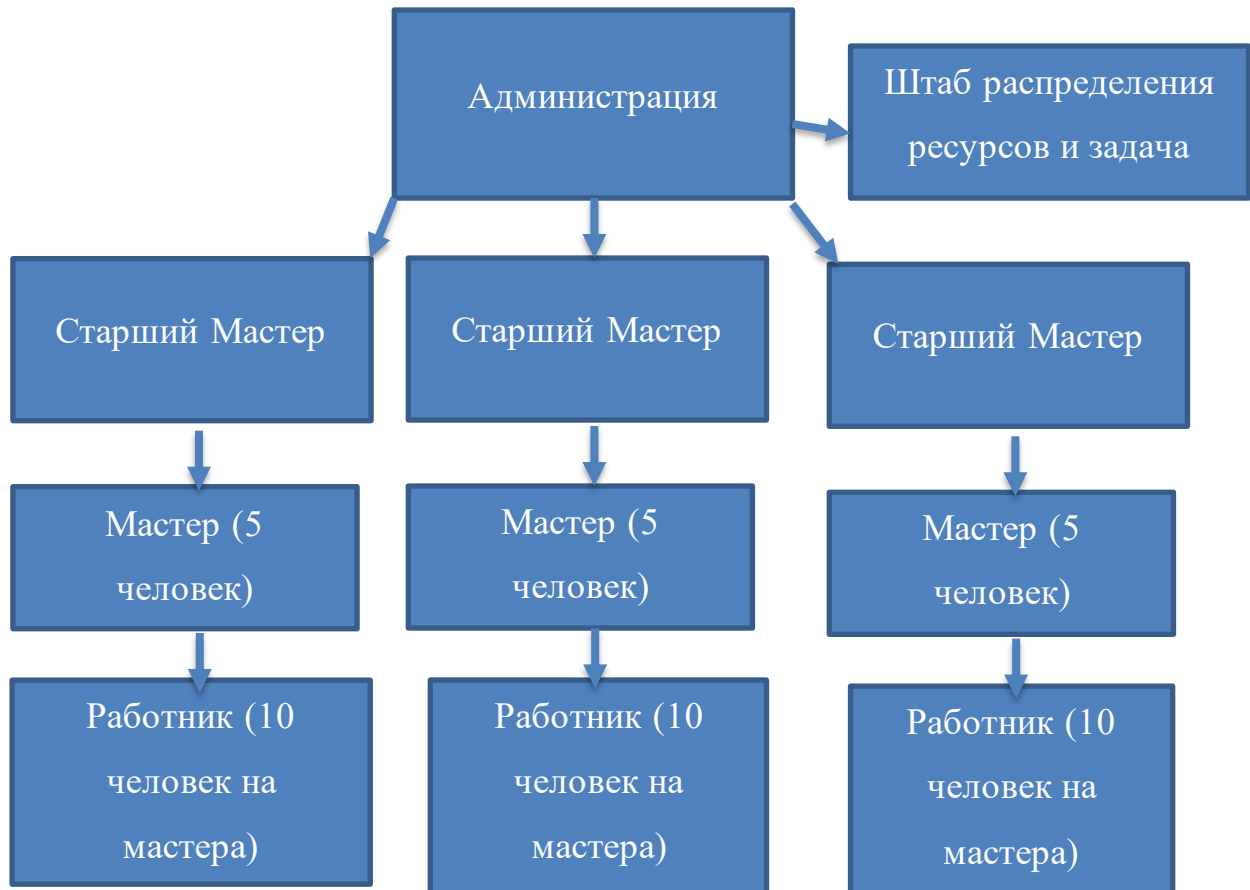 Администрация
Штаб распределения
ресурсов и задача
Старший Мастер
Старший Мастер
Старший Мастер
Мастер (5
человек)
Мастер (5
человек)
Мастер (5
человек)
Работник (10
человек на
мастера)
Работник (10
человек на
мастера)
Работник (10
человек на
мастера)